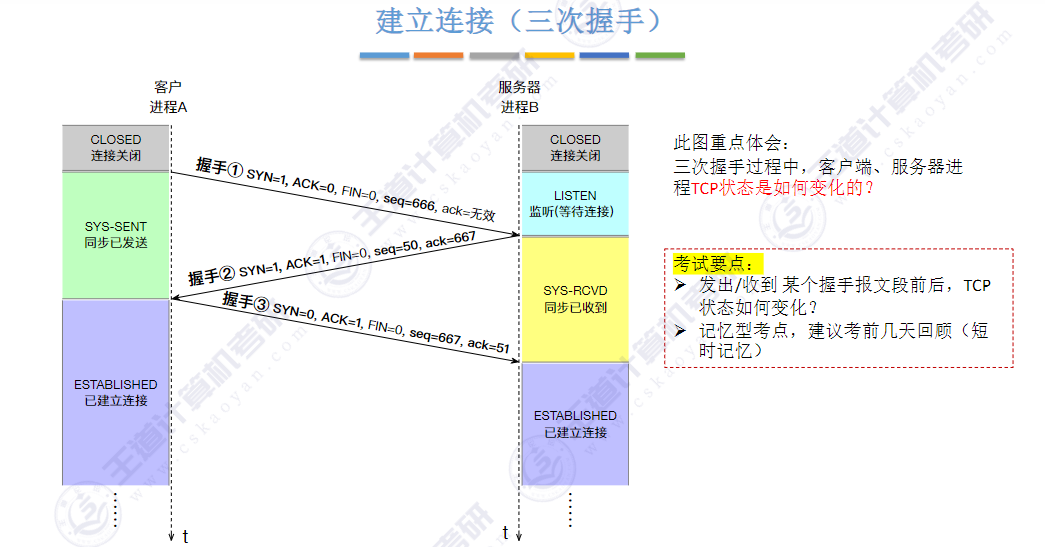 建立连接（三次握手）
客户
进程A
服务器
进程B
CLOSED
连接关闭
CLOSED
连接关闭
握手① SYN=1, ACK=0, FIN=0, seq=666, ack=无效
LISTEN
监听(等待连接)
SYS-SENT
同步已发送
握手② SYN=1, ACK=1, FIN=0, seq=50, ack=667
SYS-RCVD
同步已收到
握手③ SYN=0, ACK=1, FIN=0, seq=667, ack=51
ESTABLISHED
已建立连接
ESTABLISHED
已建立连接
t
t
此图重点体会：
三次握手过程中，客户端、服务器进
程TCP状态是如何变化的？
考试要点：
➢ 发出/收到 某个握手报文段前后，TCP
状态如何变化？
➢ 记忆型考点，建议考前几天回顾（短
时记忆）
王道计算机考研
www.cskaoyan.com